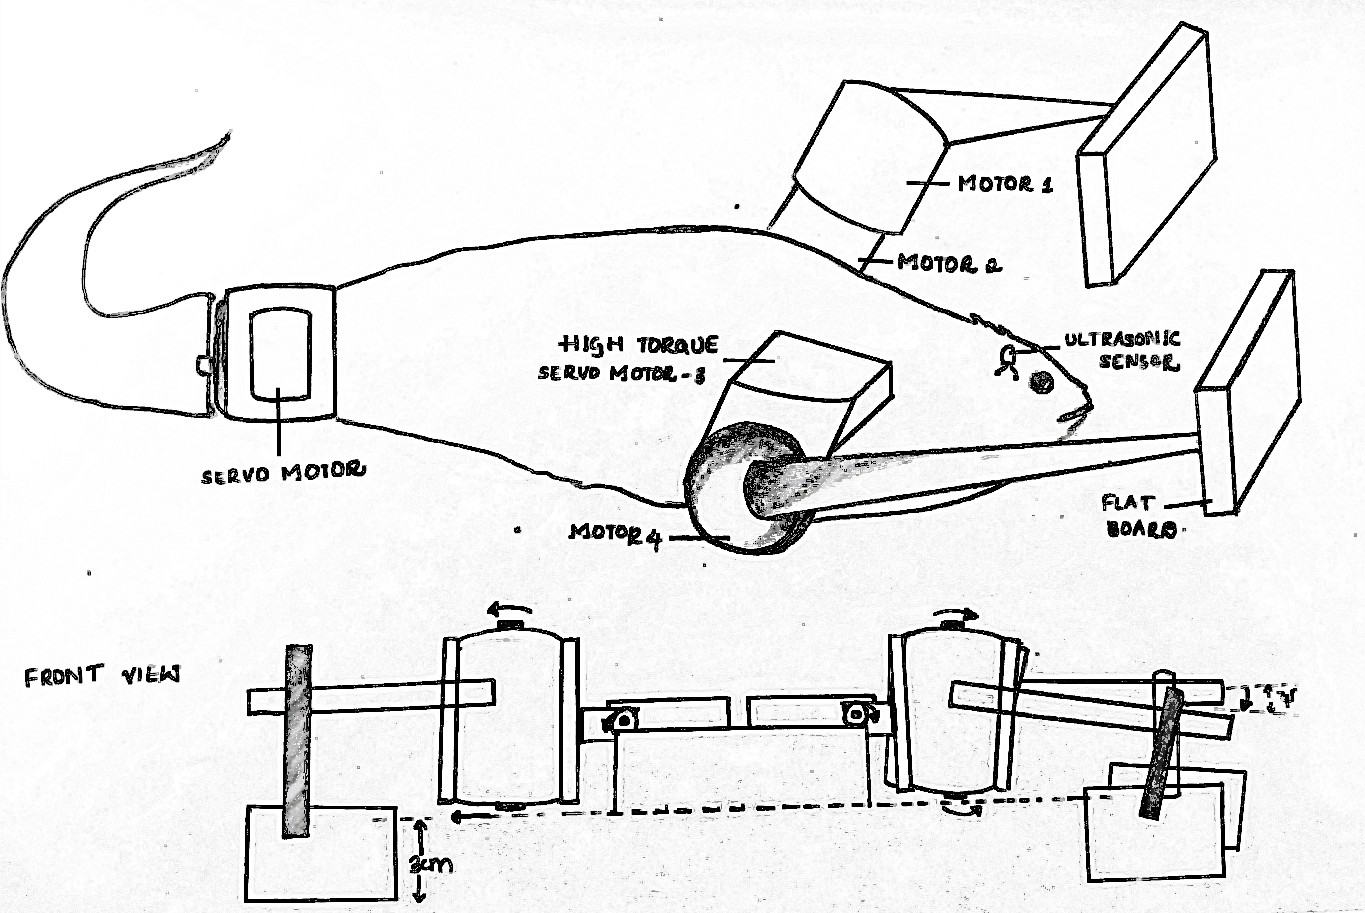 MOTOR 1
MOTOR 2
HIGH TORQUE
SERVO MOTOR-3
ULTRASONIC
SENSOR
SERVO MOTOR
MOTOR 4
FLAT
BOARD.
FRONT VIEW
3cm